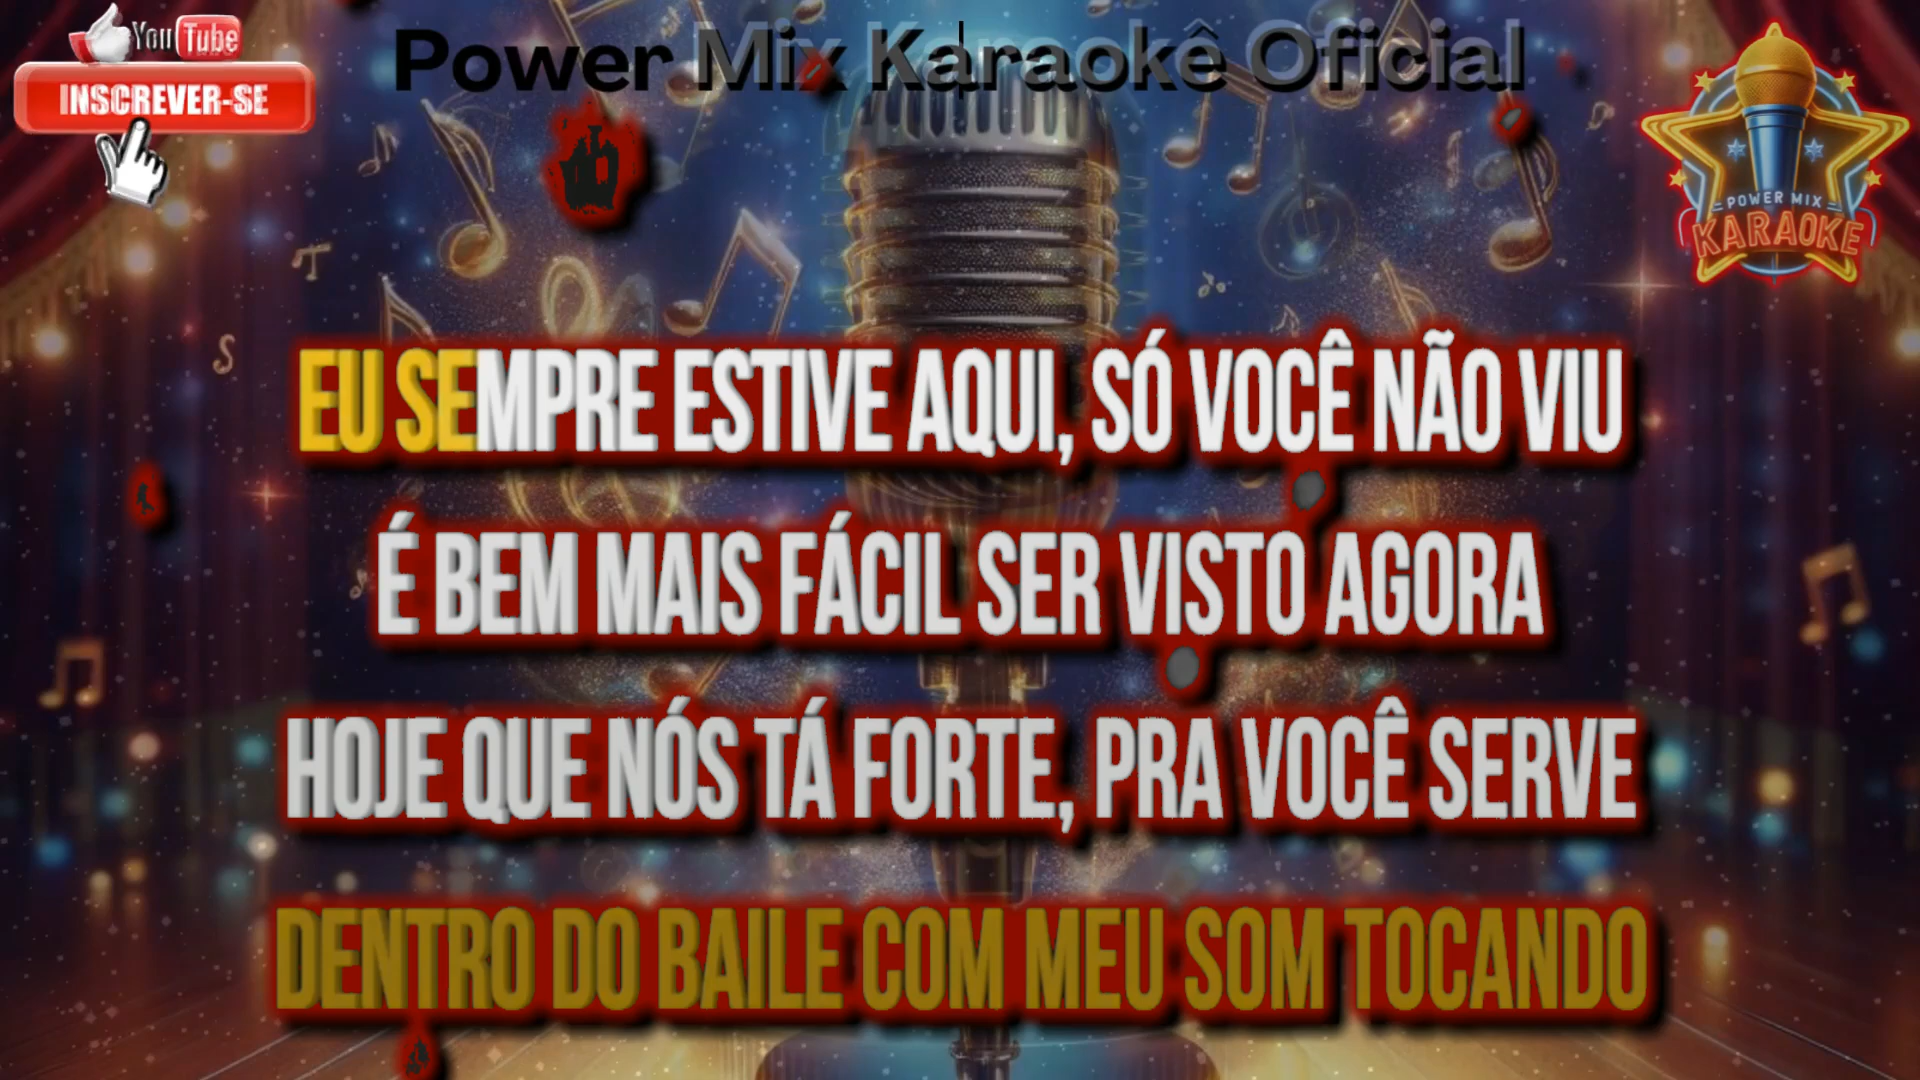 You Tube
INSCREVER-SE
Power Mix Karaokê Oficial
POWER MIX
KARAOKE
EU SEMPRE ESTIVE AQUI, SÓ VOCÊ NÃO VIU
É BEM MAIS FÁCIL SER VISTO AGORA
HOJE QUE NÓS TÁ FORTE, PRA VOCÊ SERVE
DENTRO DO BAILE COM MEU SOM TOCANDO